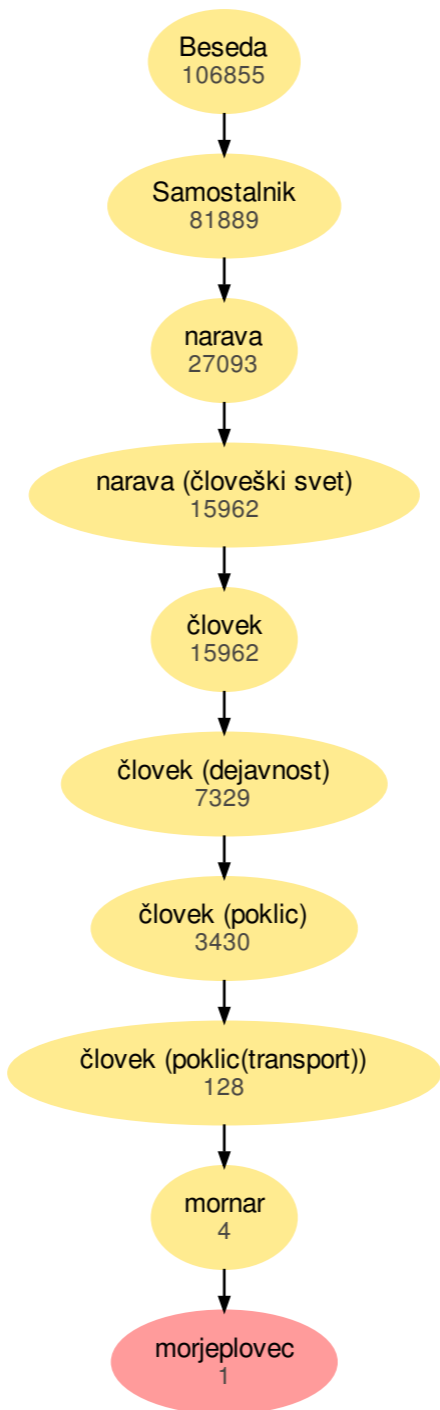 Beseda
106855
Samostalnik
81889
narava
27093
narava (človeški svet)
15962
človek
15962
človek (dejavnost)
7329
človek (poklic)
3430
človek (poklic(transport))
128
mornar
4
morjeplovec
1